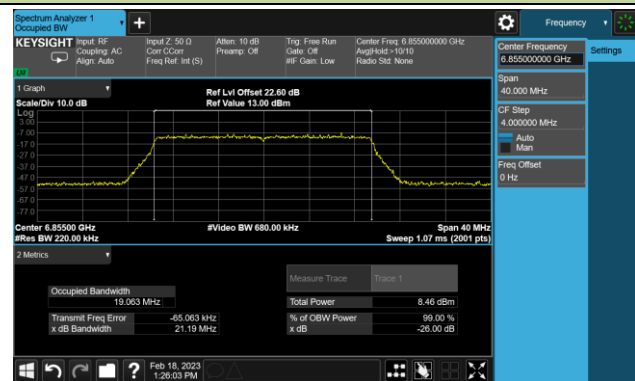 Spectrum Analyzer 1
Occupied BW
Frequency
KEYSIGHT
Input: RF
Coupling: AC
Align: Auto
Input Z: 50 Ω
Corr CCorr
Freq Ref: Int (S)
Atten: 10 dB
Preamp: Off
Trig: Free Run
Gate: Off
#IF Gain: Low
Center Freq: 6.855000000 GHz
Avg|Hold:>10/10
Radio Std: None
Center Frequency
6.855000000 GHz
Settings
Span
40.000 MHz
CF Step
4.000000 MHz
Auto
Man
Freq Offset
0 Hz
1 Graph
Scale/Div 10.0 dB
Ref Lvl Offset 22.60 dB
Ref Value 13.00 dBm
Log
3.00
-7.00
-17.0
-27.0
-37.0
-47.0
-57.0
-67.0
-77.0
Center 6.85500 GHz
#Video BW 680.00 kHz
Span 40 MHz
#Res BW 220.00 kHz
Sweep 1.07 ms (2001 pts)
2 Metrics
Measure Trace
Trace 1
Occupied Bandwidth
19.063 MHz
Total Power
8.46 dBm
Transmit Freq Error
-65.063 kHz
% of OBW Power
99.00 %
x dB Bandwidth
21.19 MHz
x dB
-26.00 dB
?
Feb 18, 2023
1:26:03 PM